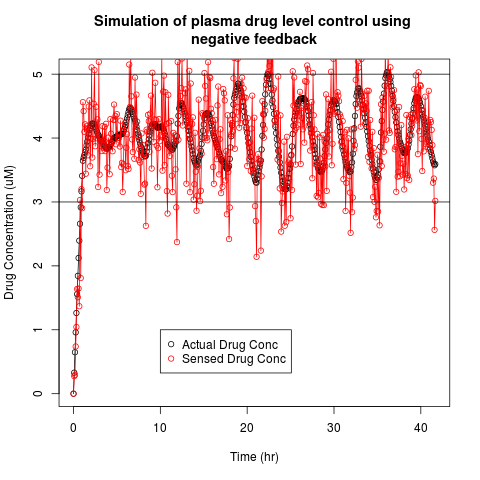 Simulation of plasma drug level control using
negative feedback
Drug Concentration (uM)
5
4
3
2
1
0
Actual Drug Conc
Sensed Drug Conc
0 10 20 30 40
Time (hr)